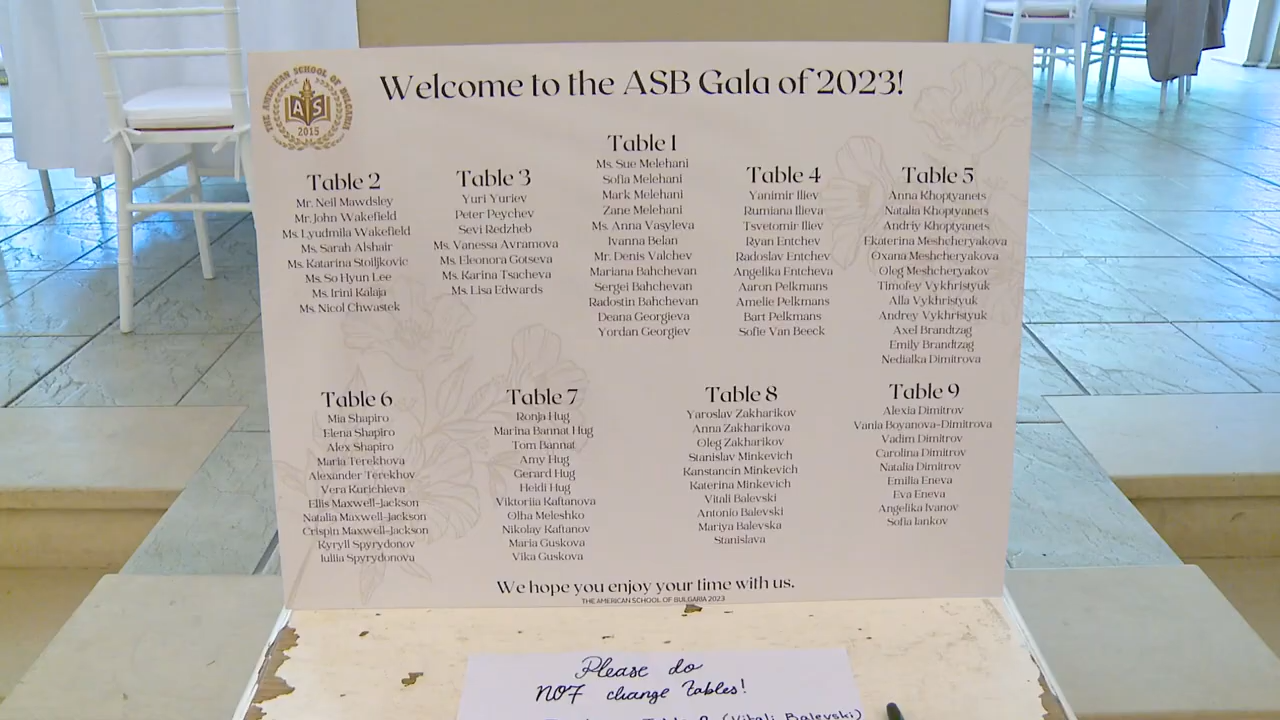 THE AMERICAN SCHOOL OF BULGARIA
A S
2015
Welcome to the ASB Gala of 2023!
Table 1
Ms. Sue Melehani
Sofia Melehani
Mark Melehani
Zane Melehani
Ms. Anna Vasyleva
Ivanna Belan
Mr. Denis Valchev
Mariana Bahchevan
Sergei Bahchevan
Radostin Bahchevan
Deana Georgieva
Yordan Georgiev
Table 2
Mr. Neil Mawdsley
Mr. John Wakefield
Ms. Lyudmila Wakefield
Ms. Sarah Alshair
Ms. Katarina Stoiljkovic
Ms. So Hyun Lee
Ms. Irini Kalaja
Ms. Nicol Chwastek
Table 3
Yuri Yuriev
Peter Peychev
Sevi Redzheb
Ms. Vanessa Avramova
Ms. Eleonora Gotseva
Ms. Karina Tsacheva
Ms. Lisa Edwards
Table 4
Yanimir Iliev
Rumiana Ilieva
Tsvetomir Iliev
Ryan Entchev
Radoslav Entchev
Angelika Entcheva
Aaron Pelkmans
Amelie Pelkmans
Bart Pelkmans
Sofie Van Beeck
Table 5
Anna Khoptyanets
Natalia Khoptyanets
Andriy Khoptyanets
Ekaterina Meshcheryakova
Oxana Meshcheryakova
Oleg Meshcheryakov
Timofey Vykhristyuk
Alla Vykhristyuk
Andrey Vykhristyuk
Axel Brandtzag
Emily Brandtzag
Nedialka Dimitrova
Table 6
Mia Shapiro
Elena Shapiro
Alex Shapiro
Maria Terekhova
Alexander Terekhov
Vera Kurichieva
Ellis Maxwell-Jackson
Natalia Maxwell-Jackson
Crispin Maxwell-Jackson
Kyryll Spyrydonov
Iuliia Spyrydonova
Table 7
Ronja Hug
Marina Bannat Hug
Tom Bannat
Amy Hug
Gerard Hug
Heidi Hug
Viktoriia Kaftanova
Olha Meleshko
Nikolay Kaftanov
Maria Guskova
Vika Guskova
Table 8
Yaroslav Zakharikov
Anna Zakharikova
Oleg Zakharikov
Stanislav Minkevich
Kanstancin Minkevich
Katerina Minkevich
Vitali Balevski
Antonio Balevski
Mariya Balevska
Stanislava
Table 9
Alexia Dimitrov
Vania Boyanova-Dimitrova
Vadim Dimitrov
Carolina Dimitrov
Natalia Dimitrov
Emilia Eneva
Eva Eneva
Angelika Ivanov
Sofia Iankov
We hope you enjoy your time with us.
THE AMERICAN SCHOOL OF BULGARIA 2023
Please do
NOT change tables!
(Vitali Balevski)